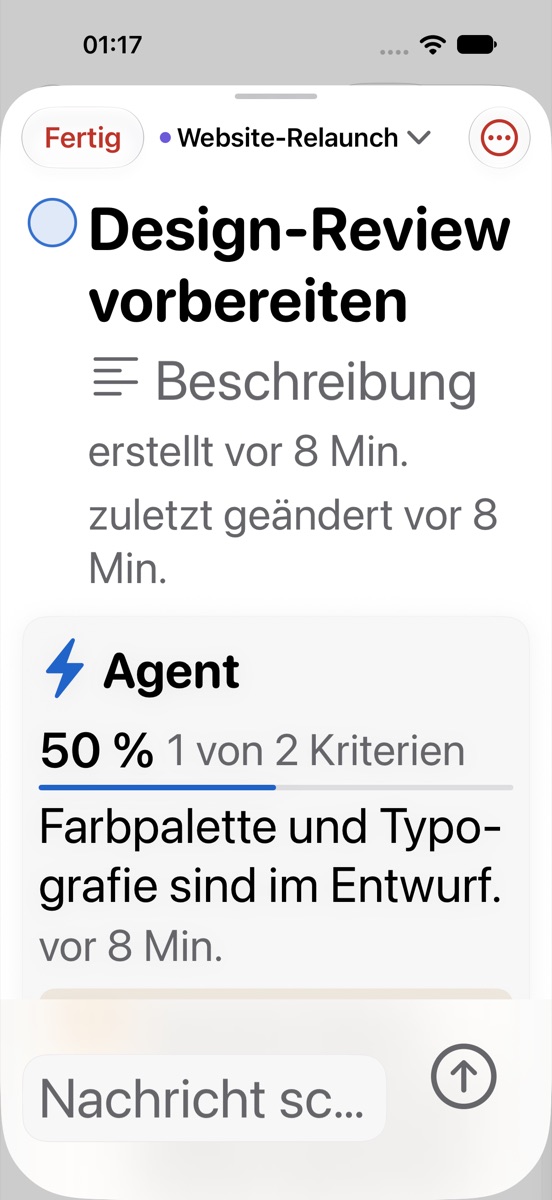 01:17
Fertig
Website-Relaunch
Design-Review
vorbereiten
Beschreibung
erstellt vor 8 Min.
zuletzt geändert vor 8
Min.
Agent
50 % 1 von 2 Kriterien
Farbpalette und Typo-
grafie sind im Entwurf.
vor 8 Min.
Nachricht sc...